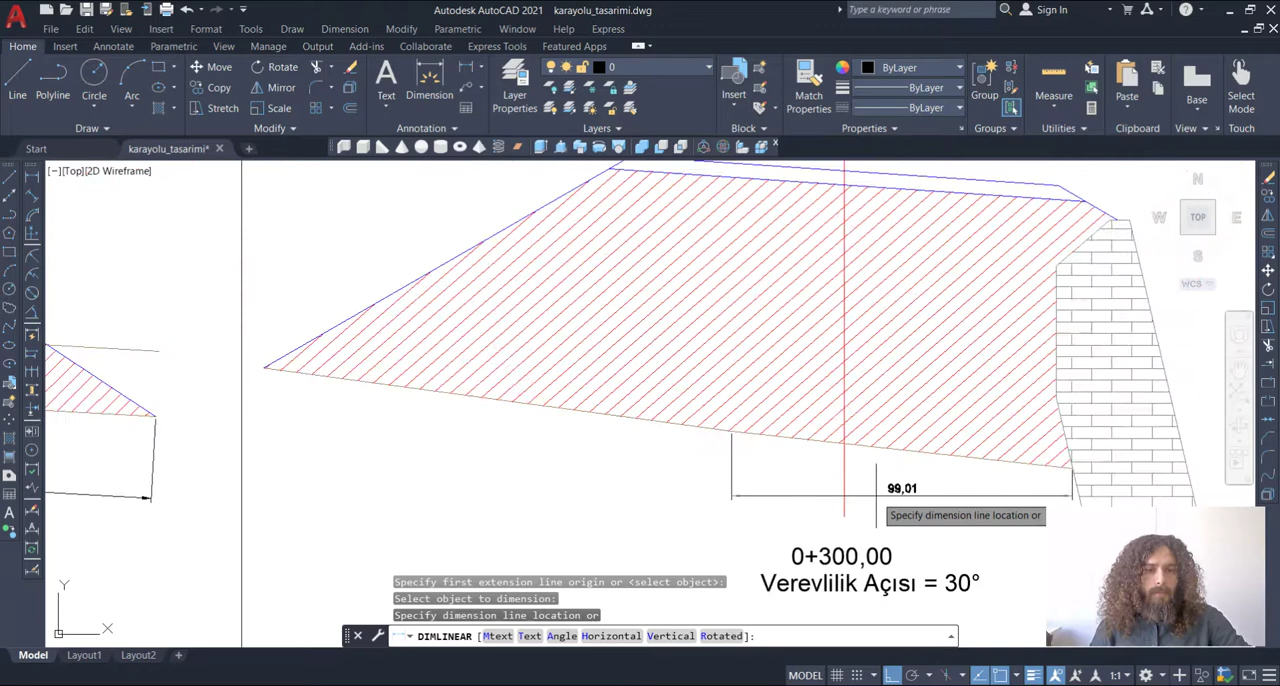 Autodesk AutoCAD 2021 karayolu_tasarimi.dwg
Type a keyword or phrase
Sign In
File Edit View Insert Format Tools Draw Dimension Modify Parametric Window Help Express
Home Insert Annotate Parametric View Manage Output Add-ins Collaborate Express Tools Featured Apps
Line Polyline Circle Arc
Move Rotate
Copy Mirror
Stretch Scale
Text Dimension
Layer Properties
0
Insert
Match Properties
ByLayer
ByLayer
ByLayer
Group
Measure
Paste
Base
Select Mode
Draw Modify Annotation Layers Block Properties Groups Utilities Clipboard View Touch
Start karayolu_tasarimi*
[−][Top][2D Wireframe]
N
W TOP E
S
WCS
99,01
Specify dimension line location or
0+300,00
Verevlilik Açısı = 30°
Y
X
Specify first extension line origin or <select object>:
Select object to dimension:
Specify dimension line location or
DIMLINEAR [Mtext Text Angle Horizontal Vertical Rotated]:
Model Layout1 Layout2
MODEL 1:1